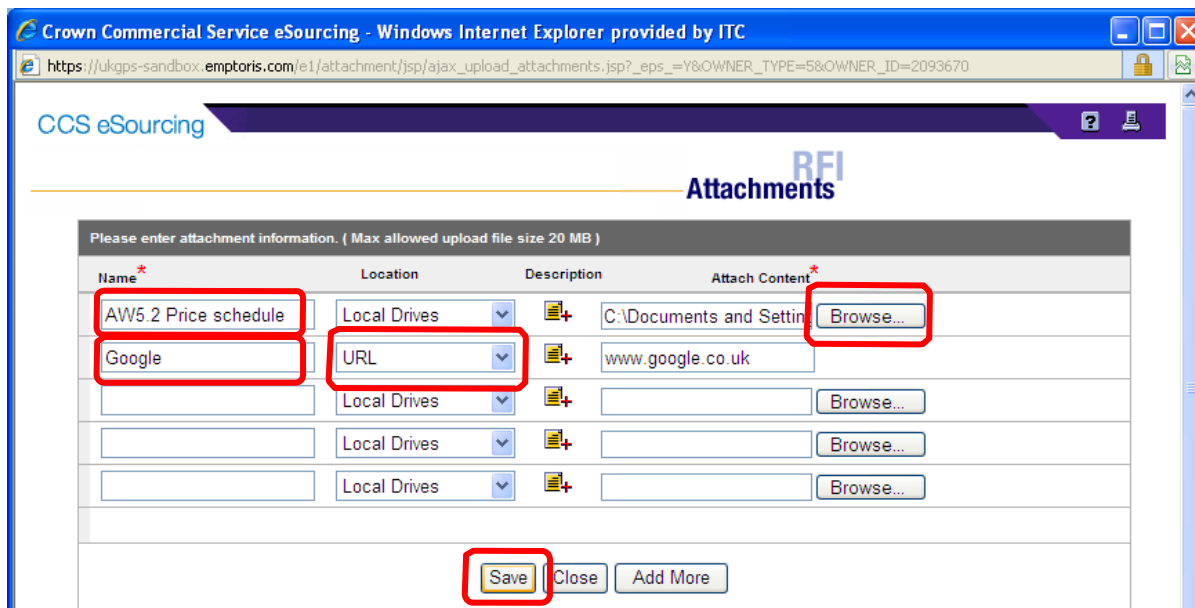 Crown Commercial Service eSourcing - Windows Internet Explorer provided by ITC
https://ukgps-sandbox.emptoris.com/e1/attachment/jsp/ajax_upload_attachments.jsp?_eps_=Y&OWNER_TYPE=5&OWNER_ID=2093670
CCS eSourcing
RFI
Attachments
Please enter attachment information. ( Max allowed upload file size 20 MB )
Name* Location Description Attach Content*
AW5.2 Price schedule Local Drives C:\Documents and Setting Browse...
Google URL www.google.co.uk
Local Drives Browse...
Local Drives Browse...
Local Drives Browse...
Save Close Add More